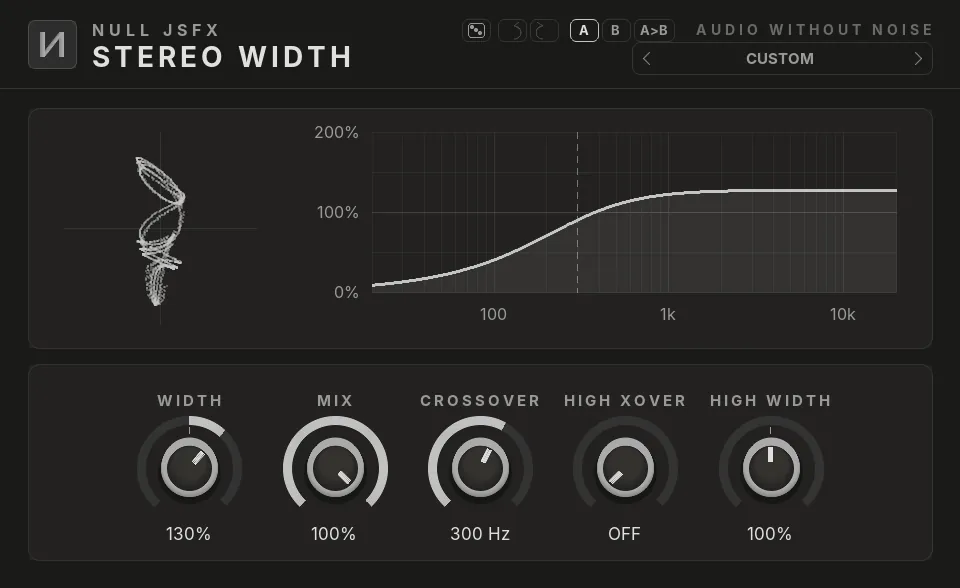 NULL JSFX
STEREO WIDTH
A B A>B
AUDIO WITHOUT NOISE
CUSTOM
200%
100%
0%
100 1k 10k
WIDTH MIX CROSSOVER HIGH XOVER HIGH WIDTH
130% 100% 300 Hz OFF 100%